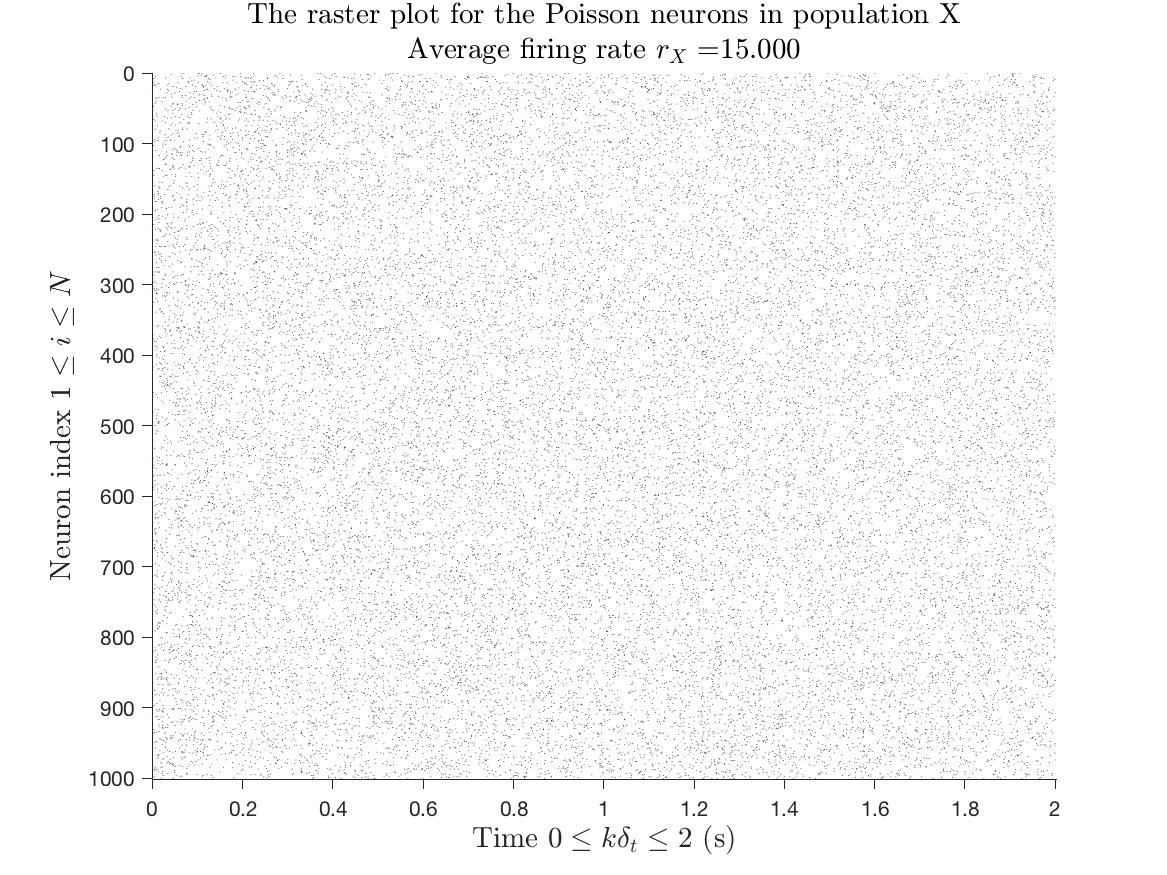 The raster plot for the Poisson neurons in population X
Average firing rate r_X =15.000
0
100
200
300
400
500
600
700
800
900
1000
Neuron index 1 ≤ i ≤ N
0 0.2 0.4 0.6 0.8 1 1.2 1.4 1.6 1.8 2
Time 0 ≤ kδ_t ≤ 2 (s)